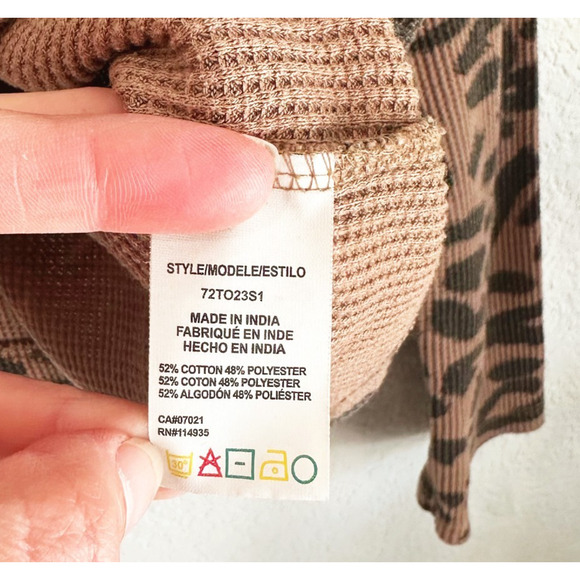 STYLE/MODELE/ESTILO
72TO23S1
MADE IN INDIA
FABRIQUÉ EN INDE
HECHO EN INDIA
52% COTTON 48% POLYESTER
52% COTON 48% POLYESTER
52% ALGODÓN 48% POLIÉSTER
CA#07021
RN#114935
30°